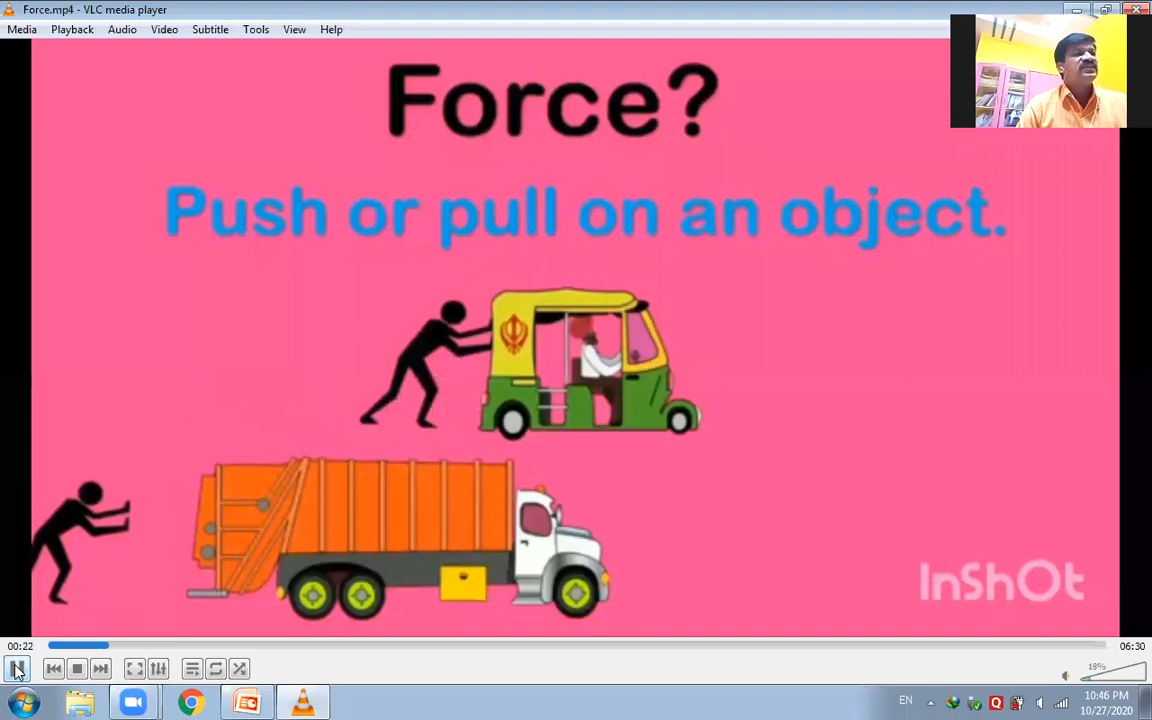 Force.mp4 - VLC media player
Media Playback Audio Video Subtitle Tools View Help
Force?
Push or pull on an object.
InShOt
00:22
06:30
18%
EN
10:46 PM
10/27/2020